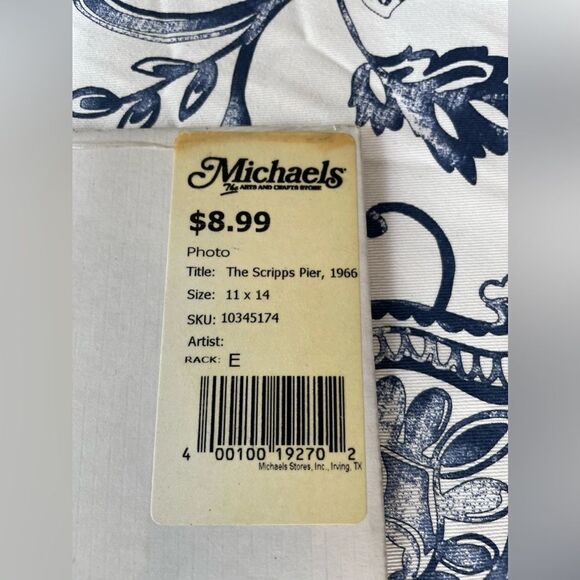 Michaels
The ARTS AND CRAFTS STORE
$8.99
Photo
Title: The Scripps Pier, 1966
Size: 11 x 14
SKU: 10345174
Artist:
RACK: E
4 00100 19270 2
Michaels Stores, Inc., Irving, TX